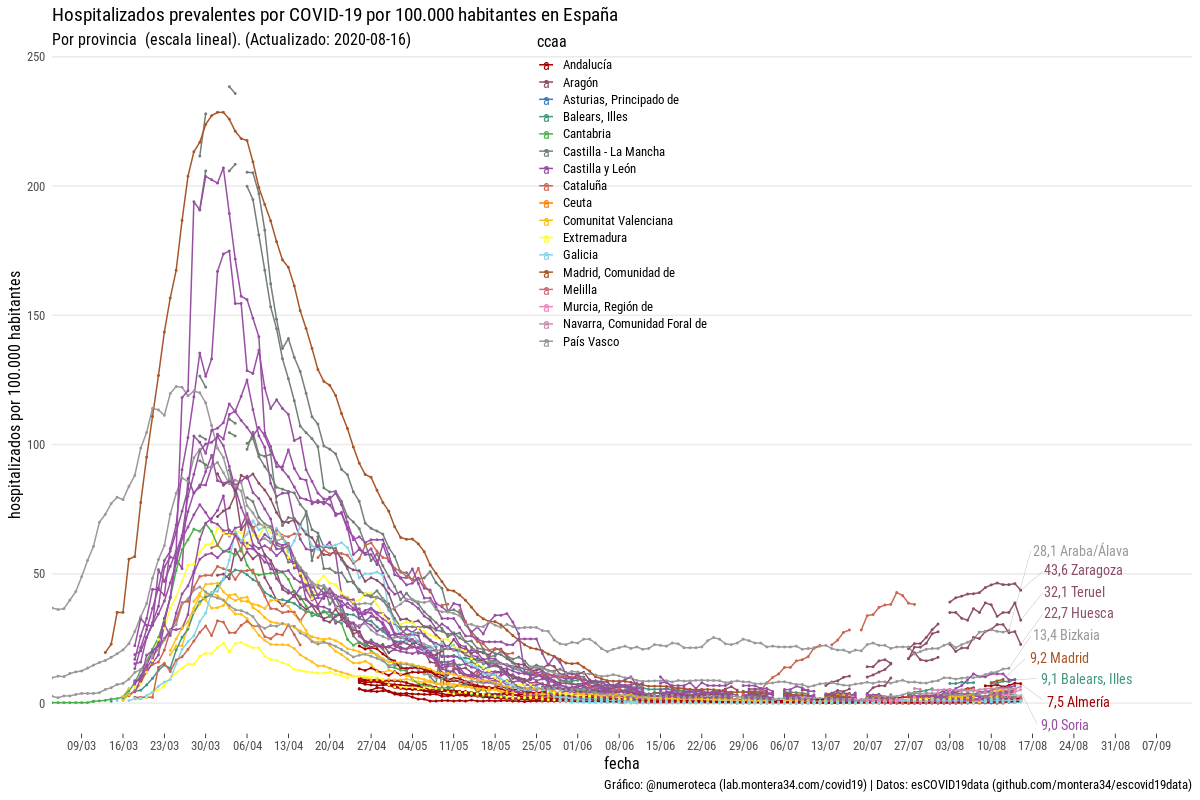 Hospitalizados prevalentes por COVID-19 por 100.000 habitantes en España
Por provincia (escala lineal). (Actualizado: 2020-08-16)
ccaa
Andalucía
Aragón
Asturias, Principado de
Balears, Illes
Cantabria
Castilla - La Mancha
Castilla y León
Cataluña
Ceuta
Comunitat Valenciana
Extremadura
Galicia
Madrid, Comunidad de
Melilla
Murcia, Región de
Navarra, Comunidad Foral de
País Vasco
hospitalizados por 100.000 habitantes
250
200
150
100
50
0
28,1 Araba/Álava
43,6 Zaragoza
32,1 Teruel
22,7 Huesca
13,4 Bizkaia
9,2 Madrid
9,1 Balears, Illes
7,5 Almería
9,0 Soria
09/03 16/03 23/03 30/03 06/04 13/04 20/04 27/04 04/05 11/05 18/05 25/05 01/06 08/06 15/06 22/06 29/06 06/07 13/07 20/07 27/07 03/08 10/08 17/08 24/08 31/08 07/09
fecha
Gráfico: @numeroteca (lab.montera34.com/covid19) | Datos: esCOVID19data (github.com/montera34/escovid19data)